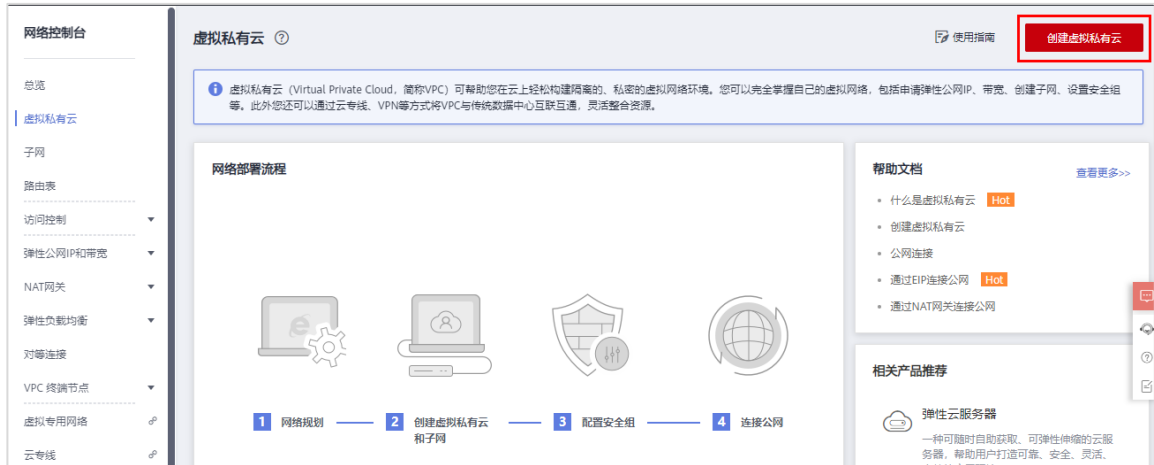 网络控制台
总览
虚拟私有云
子网
路由表
访问控制
弹性公网IP和带宽
NAT网关
弹性负载均衡
对等连接
VPC 终端节点
虚拟专用网络
云专线
虚拟私有云
使用指南
创建虚拟私有云
虚拟私有云（Virtual Private Cloud，简称VPC）可帮助您在云上轻松构建隔离的、私密的虚拟网络环境。您可以完全掌握自己的虚拟网络，包括申请弹性公网IP、带宽、创建子网、设置安全组
等。此外您还可以通过云专线、VPN等方式将VPC与传统数据中心互联互通，灵活整合资源。
网络部署流程
1 网络规划
2 创建虚拟私有云
和子网
3 配置安全组
4 连接公网
帮助文档
查看更多>>
什么是虚拟私有云 Hot
创建虚拟私有云
公网连接
通过EIP连接公网 Hot
通过NAT网关连接公网
相关产品推荐
弹性云服务器
一种可随时自助获取、可弹性伸缩的云服
务器，帮助用户打造可靠、安全、灵活、